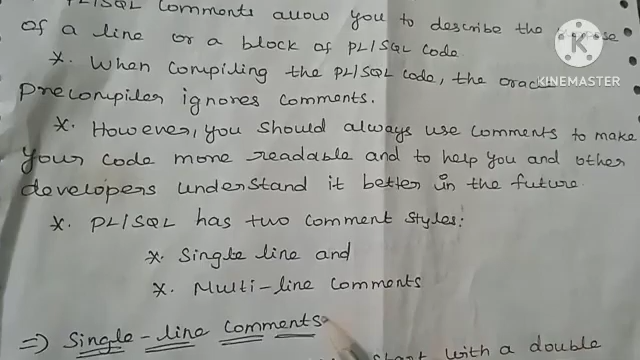 PL/SQL comments allow you to describe the purpose
of a line or a block of PL/SQL code.
*. When compiling the PL/SQL code, the oracle
Precompiler ignores comments.
*. However, you should always use comments to make
your code more readable and to help you and other
developers understand it better in the future.
*. PL/SQL has two comment styles:
*. Single line and
*. Multi-line comments
=> Single-line comments
start with a double
K
KINEMASTER